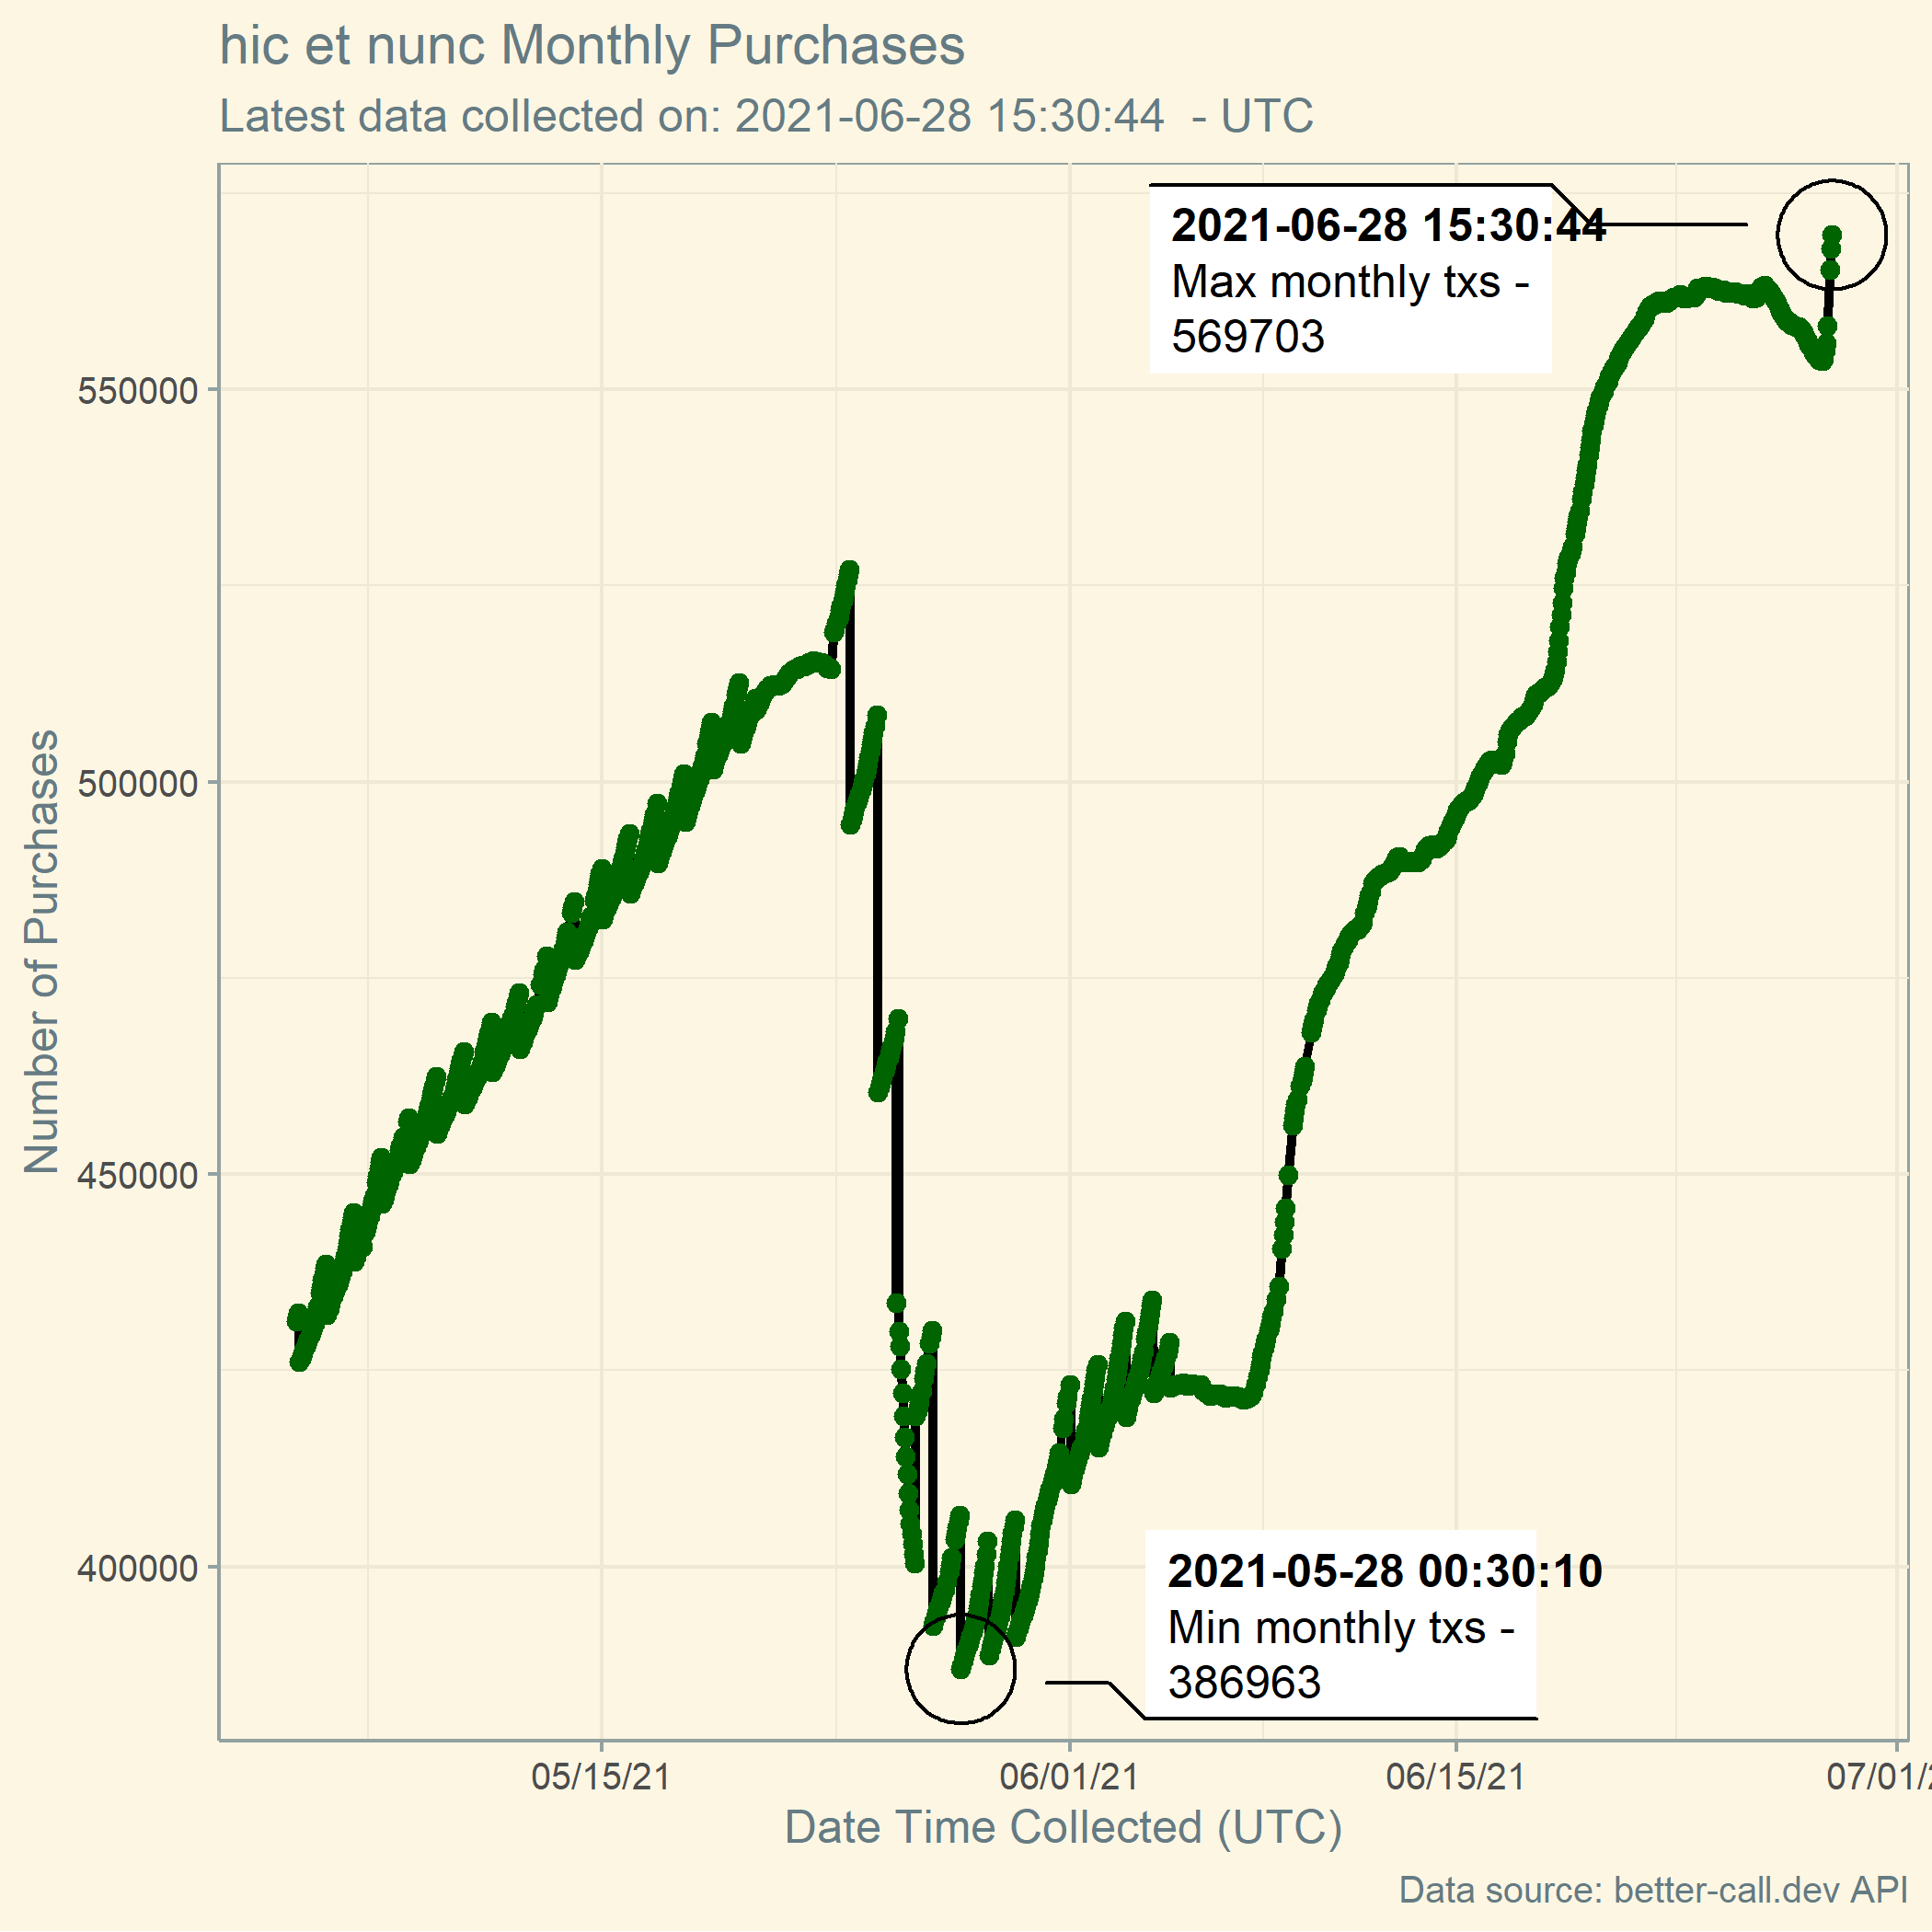 hic et nunc Monthly Purchases
Latest data collected on: 2021-06-28 15:30:44 - UTC
2021-06-28 15:30:44
Max monthly txs -
569703
550000
500000
450000
400000
Number of Purchases
2021-05-28 00:30:10
Min monthly txs -
386963
05/15/21
06/01/21
06/15/21
07/01/2
Date Time Collected (UTC)
Data source: better-call.dev API